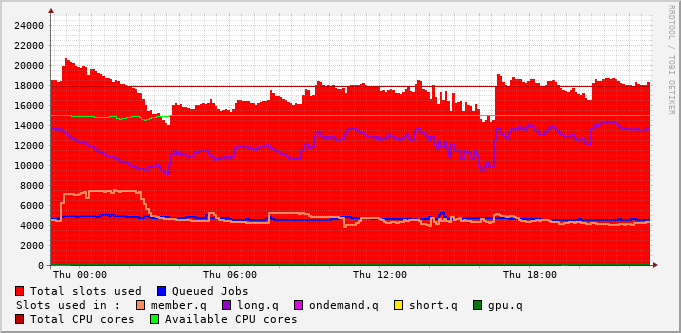 24000
22000
20000
18000
16000
14000
12000
10000
8000
6000
4000
2000
0
Thu 00:00 Thu 06:00 Thu 12:00 Thu 18:00
Total slots used Queued Jobs
Slots used in : member.q long.q ondemand.q short.q gpu.q
Total CPU cores Available CPU cores
RRDTOOL / TOBI OETIKER